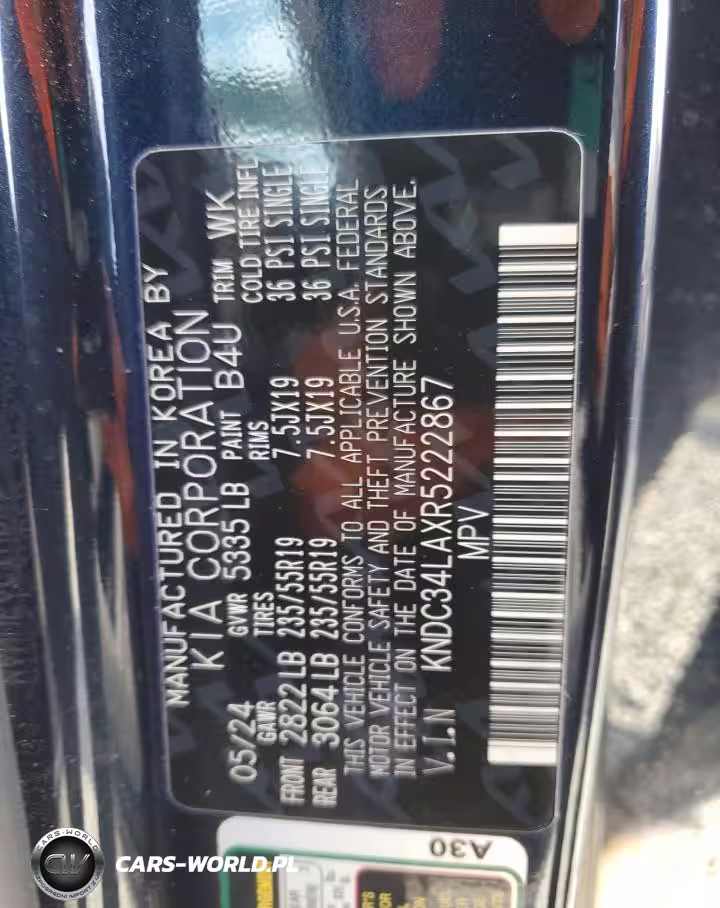 MANUFACTURED IN KOREA BY
KIA CORPORATION
05/24 GVWR 5335 LB PAINT B4U TRIM WK
GAWR TIRES RIMS COLD TIRE INFL
FRONT 2822 LB 235/55R19 7.5JX19 36 PSI SINGLE
REAR 3064 LB 235/55R19 7.5JX19 36 PSI SINGLE
THIS VEHICLE CONFORMS TO ALL APPLICABLE U.S.A. FEDERAL
MOTOR VEHICLE SAFETY AND THEFT PREVENTION STANDARDS
IN EFFECT ON THE DATE OF MANUFACTURE SHOWN ABOVE.
V.I.N KNDC34LAXR5222867
MPV
A30
CARS-WORLD
CW
CARS-WORLD.PL